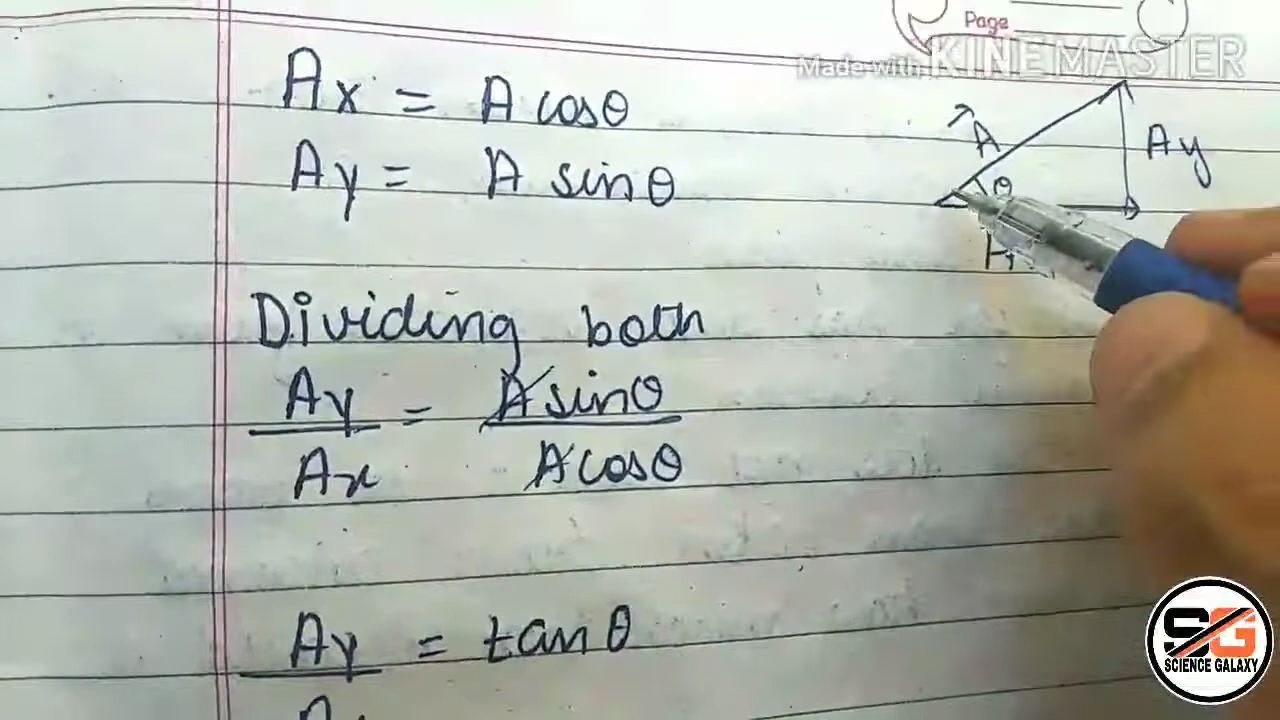 Page
Made with KINEMASTER
Ax = A cosθ
A
Ay
Ay = A sinθ
θ
Dividing both
Ay/Ax = A sinθ/A cosθ
Ay = tanθ
SG
SCIENCE GALAXY